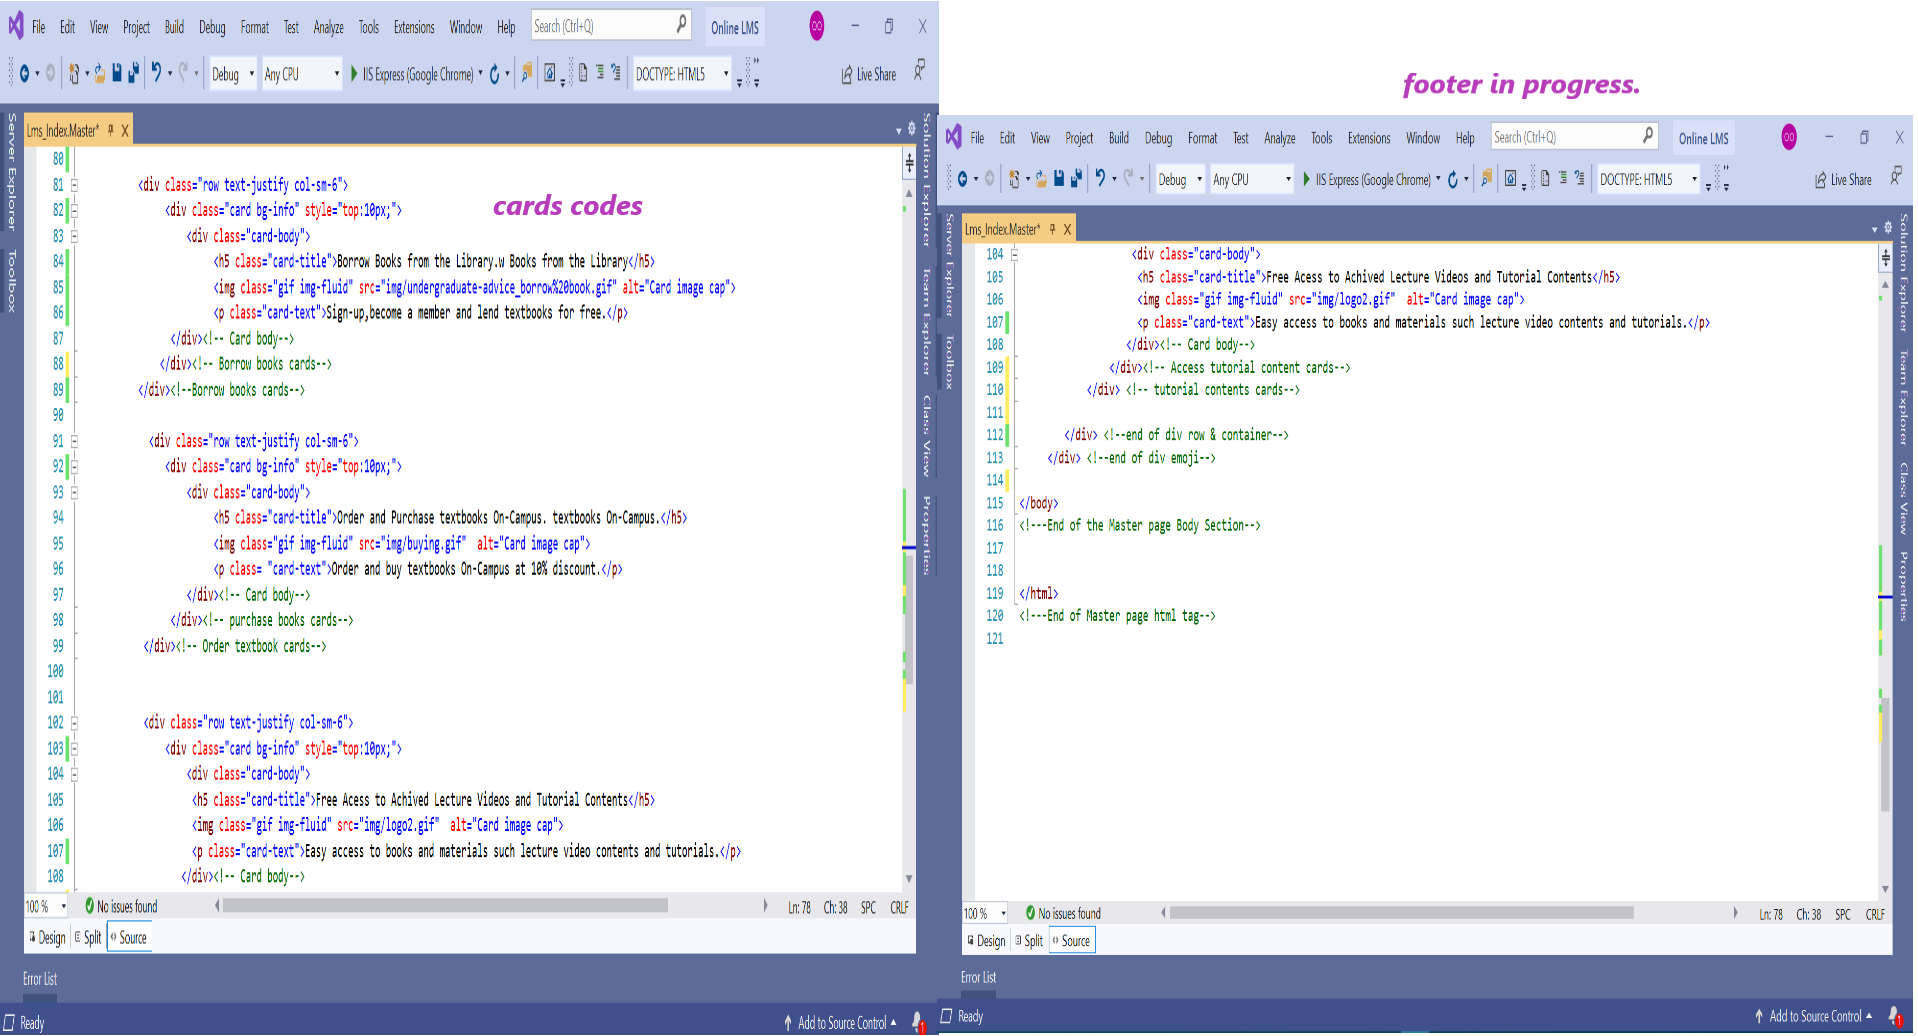 File Edit View Project Build Debug Format Test Analyze Tools Extensions Window Help Search (Ctrl+Q) Online LMS OO
Debug Any CPU IIS Express (Google Chrome) DOCTYPE: HTML5 Live Share
Server Explorer
Toolbox
Lms_Index.Master*
cards codes
80
81 <div class="row text-justify col-sm-6">
82 <div class="card bg-info" style="top:10px;">
83 <div class="card-body">
84 <h5 class="card-title">Borrow Books from the Library.w Books from the Library</h5>
85 <img class="gif img-fluid" src="img/undergraduate-advice_borrow%20book.gif" alt="Card image cap">
86 <p class="card-text">Sign-up,become a member and lend textbooks for free.</p>
87 </div><!-- Card body-->
88 </div><!-- Borrow books cards-->
89 </div><!--Borrow books cards-->
90
91 <div class="row text-justify col-sm-6">
92 <div class="card bg-info" style="top:10px;">
93 <div class="card-body">
94 <h5 class="card-title">Order and Purchase textbooks On-Campus. textbooks On-Campus.</h5>
95 <img class="gif img-fluid" src="img/buying.gif"  alt="Card image cap">
96 <p class= "card-text">Order and buy textbooks On-Campus at 10% discount.</p>
97 </div><!-- Card body-->
98 </div><!-- purchase books cards-->
99 </div><!-- Order textbook cards-->
100
101
102 <div class="row text-justify col-sm-6">
103 <div class="card bg-info" style="top:10px;">
104 <div class="card-body">
105 <h5 class="card-title">Free Acess to Achived Lecture Videos and Tutorial Contents</h5>
106 <img class="gif img-fluid" src="img/logo2.gif"  alt="Card image cap">
107 <p class="card-text">Easy access to books and materials such lecture video contents and tutorials.</p>
108 </div><!-- Card body-->
Solution Explorer
Team Explorer
Class View
Properties
100 % No issues found Ln: 78 Ch: 38 SPC CRLF
Design Split Source
Error List
Ready Add to Source Control 1
footer in progress.
File Edit View Project Build Debug Format Test Analyze Tools Extensions Window Help Search (Ctrl+Q) Online LMS OO
Debug Any CPU IIS Express (Google Chrome) DOCTYPE: HTML5 Live Share
Server Explorer
Toolbox
Lms_Index.Master*
104 <div class="card-body">
105 <h5 class="card-title">Free Acess to Achived Lecture Videos and Tutorial Contents</h5>
106 <img class="gif img-fluid" src="img/logo2.gif"  alt="Card image cap">
107 <p class="card-text">Easy access to books and materials such lecture video contents and tutorials.</p>
108 </div><!-- Card body-->
109 </div><!-- Access tutorial content cards-->
110 </div> <!-- tutorial contents cards-->
111
112 </div> <!--end of div row & container-->
113 </div> <!--end of div emoji-->
114
115 </body>
116 <!---End of the Master page Body Section-->
117
118
119 </html>
120 <!---End of Master page html tag-->
121
Solution Explorer
Team Explorer
Class View
Properties
100 % No issues found Ln: 78 Ch: 38 SPC CRLF
Design Split Source
Error List
Ready Add to Source Control 1